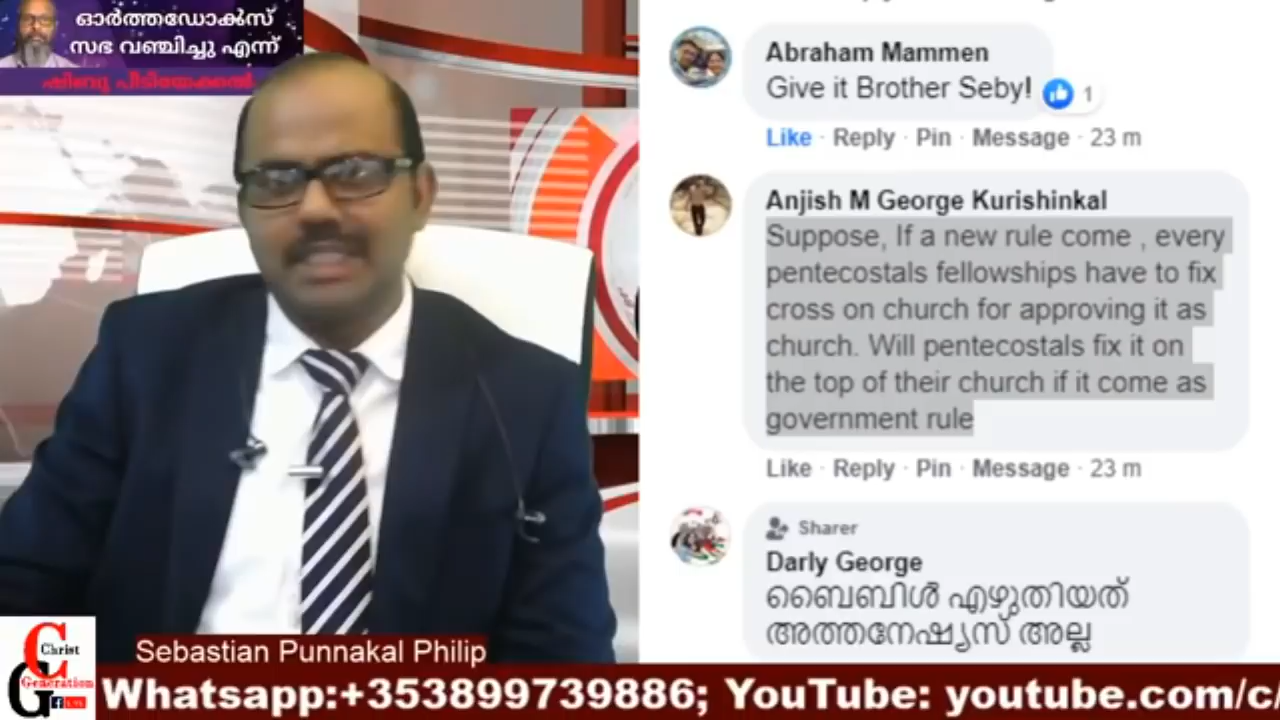 ഓർത്തഡോക്സ്
സഭ വഞ്ചിച്ചു എന്ന്
ഷിബു പീടിയേക്കൽ
Abraham Mammen
Give it Brother Seby!
1
Like · Reply · Pin · Message · 23 m
Anjish M George Kurishinkal
Suppose, If a new rule come , every
pentecostals fellowships have to fix
cross on church for approving it as
church. Will pentecostals fix it on
the top of their church if it come as
government rule
Like · Reply · Pin · Message · 23 m
Sharer
Darly George
ബൈബിൾ എഴുതിയത്
അത്തനേഷ്യസ് അല്ല
Sebastian Punnakal Philip
C Christ
G Generation
Whatsapp:+353899739886; YouTube: youtube.com/c/